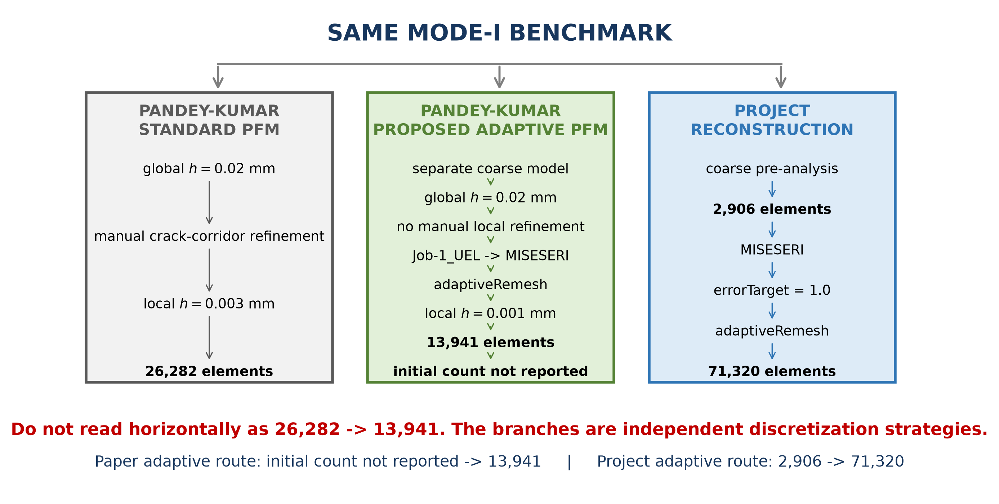 SAME MODE-I BENCHMARK
PANDEY-KUMAR
STANDARD PFM
global h = 0.02 mm
manual crack-corridor refinement
local h = 0.003 mm
26,282 elements
PANDEY-KUMAR
PROPOSED ADAPTIVE PFM
separate coarse model
global h = 0.02 mm
no manual local refinement
Job-1_UEL -> MISESERI
adaptiveRemesh
local h = 0.001 mm
13,941 elements
initial count not reported
PROJECT
RECONSTRUCTION
coarse pre-analysis
2,906 elements
MISESERI
errorTarget = 1.0
adaptiveRemesh
71,320 elements
Do not read horizontally as 26,282 -> 13,941. The branches are independent discretization strategies.
Paper adaptive route: initial count not reported -> 13,941 | Project adaptive route: 2,906 -> 71,320